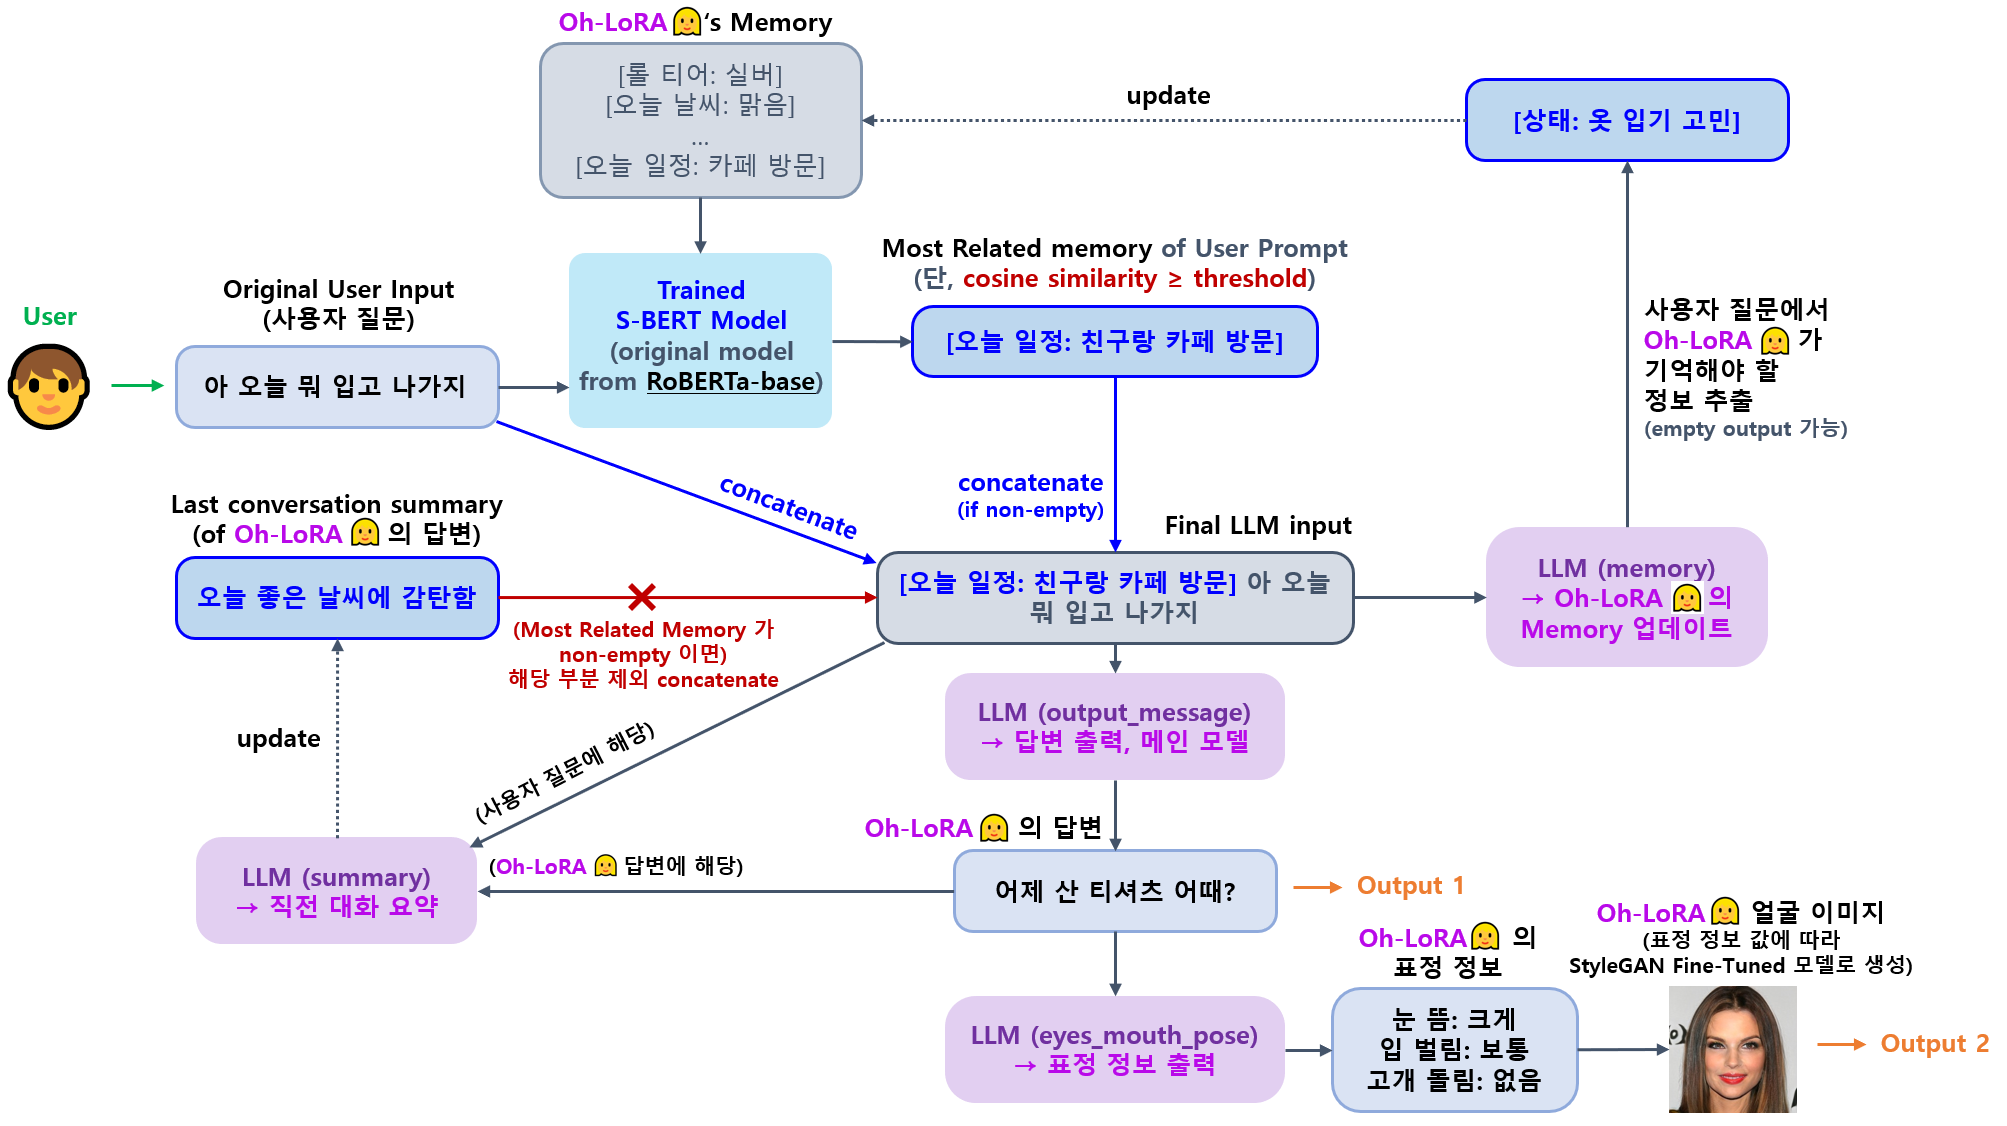 Oh-LoRA 's Memory
[롤 티어: 실버]
[오늘 날씨: 맑음]
...
[오늘 일정: 카페 방문]
update
[상태: 옷 입기 고민]
User
Original User Input
(사용자 질문)
아 오늘 뭐 입고 나가지
Trained
S-BERT Model
(original model
from RoBERTa-base)
Most Related memory of User Prompt
(단, cosine similarity ≥ threshold)
[오늘 일정: 친구랑 카페 방문]
사용자 질문에서
Oh-LoRA 가
기억해야 할
정보 추출
(empty output 가능)
concatenate
concatenate
(if non-empty)
Last conversation summary
(of Oh-LoRA 의 답변)
오늘 좋은 날씨에 감탄함
(Most Related Memory 가
non-empty 이면)
해당 부분 제외 concatenate
Final LLM input
[오늘 일정: 친구랑 카페 방문] 아 오늘
뭐 입고 나가지
LLM (memory)
→ Oh-LoRA 의
Memory 업데이트
LLM (output_message)
→ 답변 출력, 메인 모델
update
(사용자 질문에 해당)
Oh-LoRA 의 답변
어제 산 티셔츠 어때?
Output 1
(Oh-LoRA 답변에 해당)
LLM (summary)
→ 직전 대화 요약
LLM (eyes_mouth_pose)
→ 표정 정보 출력
Oh-LoRA 의
표정 정보
눈 뜸: 크게
입 벌림: 보통
고개 돌림: 없음
Oh-LoRA 얼굴 이미지
(표정 정보 값에 따라
StyleGAN Fine-Tuned 모델로 생성)
Output 2